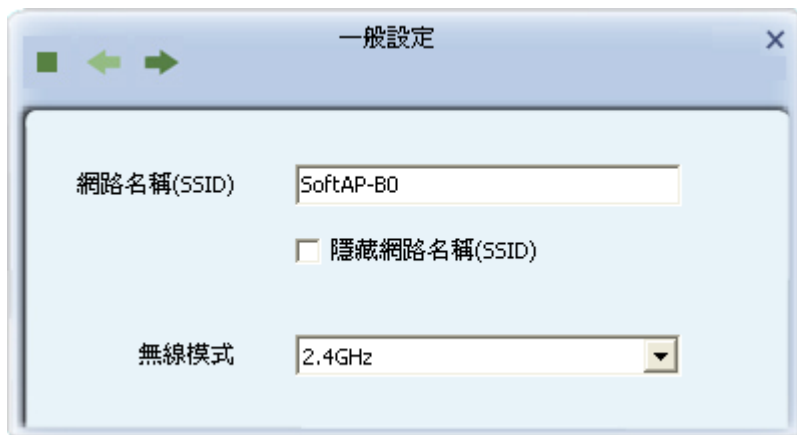 一般設定
網路名稱(SSID)
SoftAP-B0
隱藏網路名稱(SSID)
無線模式
2.4GHz